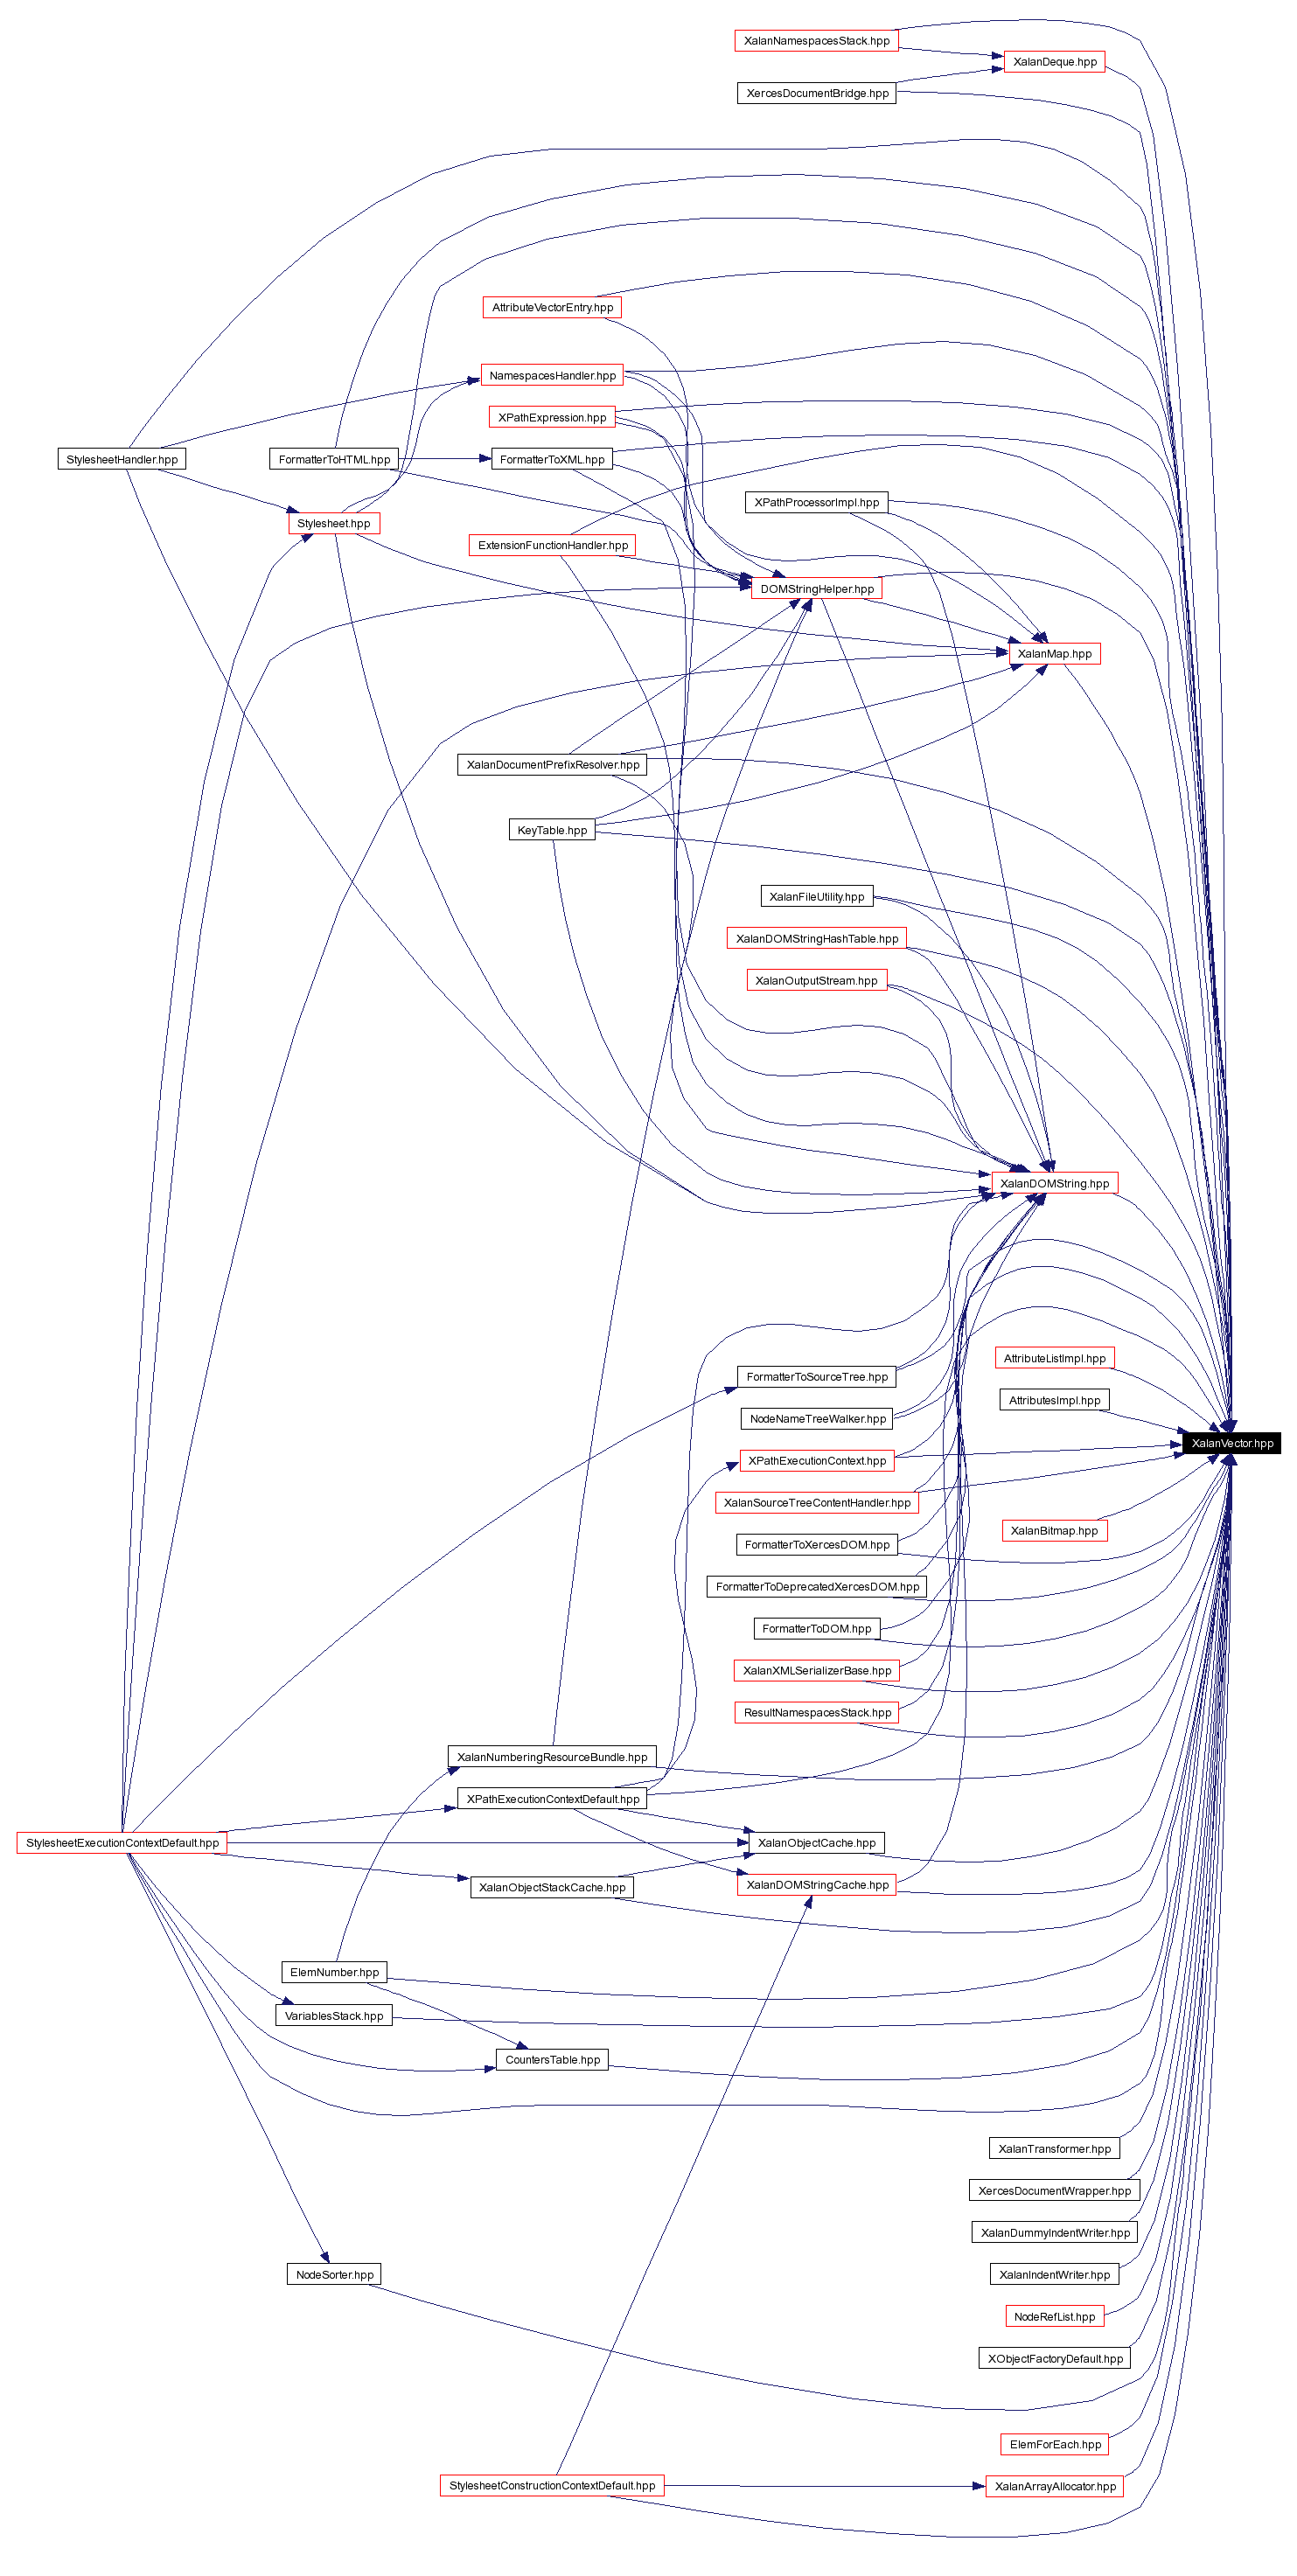 XalanNamespacesStack.hpp
XalanDeque.hpp
XercesDocumentBridge.hpp
AttributeVectorEntry.hpp
NamespacesHandler.hpp
XPathExpression.hpp
StylesheetHandler.hpp
FormatterToHTML.hpp
FormatterToXML.hpp
XPathProcessorImpl.hpp
Stylesheet.hpp
ExtensionFunctionHandler.hpp
DOMStringHelper.hpp
XalanMap.hpp
XalanDocumentPrefixResolver.hpp
KeyTable.hpp
XalanFileUtility.hpp
XalanDOMStringHashTable.hpp
XalanOutputStream.hpp
XalanDOMString.hpp
AttributeListImpl.hpp
FormatterToSourceTree.hpp
AttributesImpl.hpp
NodeNameTreeWalker.hpp
XalanVector.hpp
XPathExecutionContext.hpp
XalanSourceTreeContentHandler.hpp
XalanBitmap.hpp
FormatterToXercesDOM.hpp
FormatterToDeprecatedXercesDOM.hpp
FormatterToDOM.hpp
XalanXMLSerializerBase.hpp
ResultNamespacesStack.hpp
XalanNumberingResourceBundle.hpp
XPathExecutionContextDefault.hpp
StylesheetExecutionContextDefault.hpp
XalanObjectCache.hpp
XalanObjectStackCache.hpp
XalanDOMStringCache.hpp
ElemNumber.hpp
VariablesStack.hpp
CountersTable.hpp
XalanTransformer.hpp
XercesDocumentWrapper.hpp
XalanDummyIndentWriter.hpp
NodeSorter.hpp
XalanIndentWriter.hpp
NodeRefList.hpp
XObjectFactoryDefault.hpp
ElemForEach.hpp
StylesheetConstructionContextDefault.hpp
XalanArrayAllocator.hpp